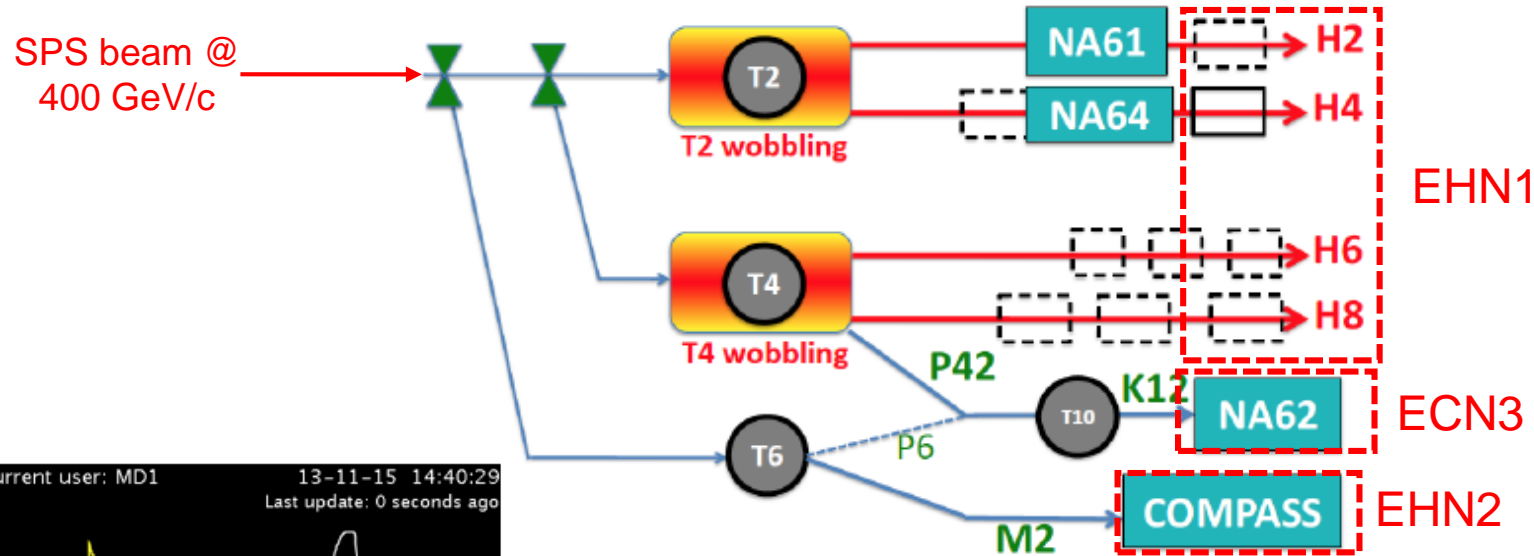 SPS beam @
400 GeV/c
T2
T2 wobbling
NA61
H2
NA64
H4
EHN1
T4
T4 wobbling
H6
H8
P42
K12
T10
NA62
ECN3
T6
P6
M2
COMPASS
EHN2
urrent user: MD1
13-11-15 14:40:29
Last update: 0 seconds ago